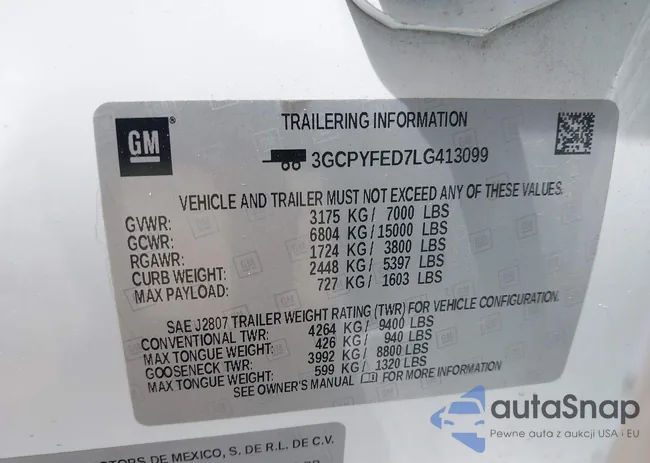 GM ®
TRAILERING INFORMATION
3GCPYFED7LG413099
VEHICLE AND TRAILER MUST NOT EXCEED ANY OF THESE VALUES.
GVWR: 3175 KG / 7000 LBS
GCWR: 6804 KG / 15000 LBS
RGAWR: 1724 KG / 3800 LBS
CURB WEIGHT: 2448 KG / 5397 LBS
MAX PAYLOAD: 727 KG / 1603 LBS
SAE J2807 TRAILER WEIGHT RATING (TWR) FOR VEHICLE CONFIGURATION.
CONVENTIONAL TWR: 4264 KG / 9400 LBS
MAX TONGUE WEIGHT: 426 KG / 940 LBS
GOOSENECK TWR: 3992 KG / 8800 LBS
MAX TONGUE WEIGHT: 599 KG / 1320 LBS
SEE OWNER'S MANUAL FOR MORE INFORMATION
autaSnap
Pewne auta z aukcji USA i EU
DE MEXICO, S. DE R.L. DE C.V.